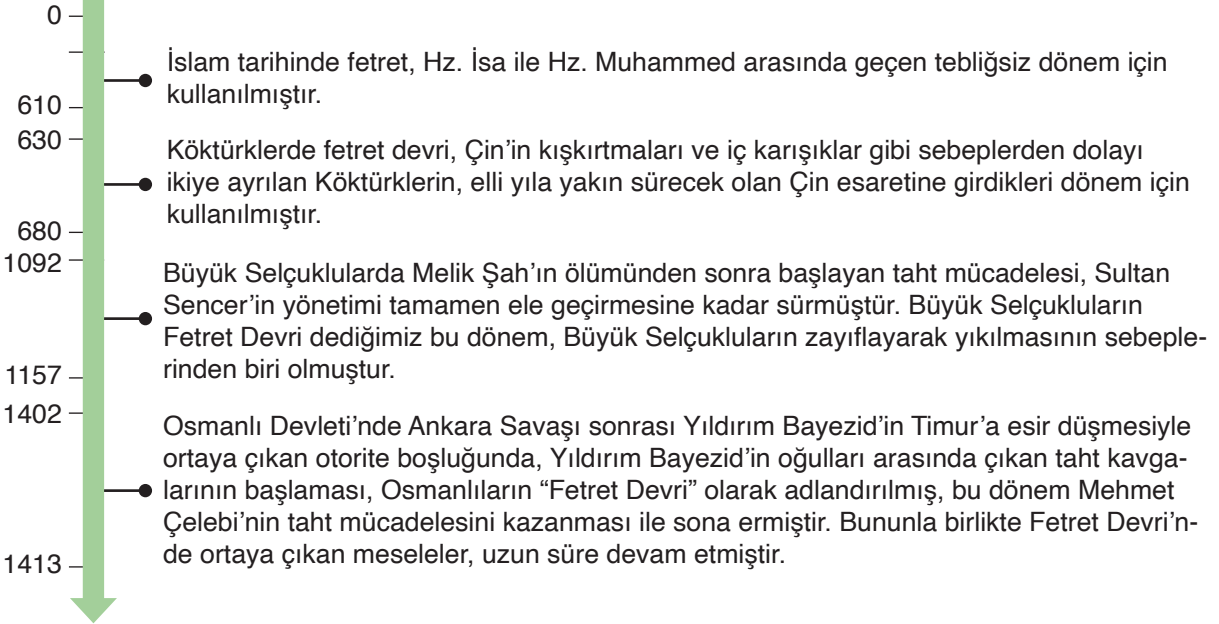 0
İslam tarihinde fetret, Hz. İsa ile Hz. Muhammed arasında geçen tebliğsiz dönem için
kullanılmıştır.
610
630
Köktürklerde fetret devri, Çin’in kışkırtmaları ve iç karışıklar gibi sebeplerden dolayı
ikiye ayrılan Köktürklerin, elli yıla yakın sürecek olan Çin esaretine girdikleri dönem için
kullanılmıştır.
680
1092
Büyük Selçuklularda Melik Şah’ın ölümünden sonra başlayan taht mücadelesi, Sultan
Sencer’in yönetimi tamamen ele geçirmesine kadar sürmüştür. Büyük Selçukluların
Fetret Devri dediğimiz bu dönem, Büyük Selçukluların zayıflayarak yıkılmasının sebeple-
rinden biri olmuştur.
1157
1402
Osmanlı Devleti’nde Ankara Savaşı sonrası Yıldırım Bayezid’in Timur’a esir düşmesiyle
ortaya çıkan otorite boşluğunda, Yıldırım Bayezid’in oğulları arasında çıkan taht kavga-
larının başlaması, Osmanlıların “Fetret Devri” olarak adlandırılmış, bu dönem Mehmet
Çelebi’nin taht mücadelesini kazanması ile sona ermiştir. Bununla birlikte Fetret Devri’n-
de ortaya çıkan meseleler, uzun süre devam etmiştir.
1413